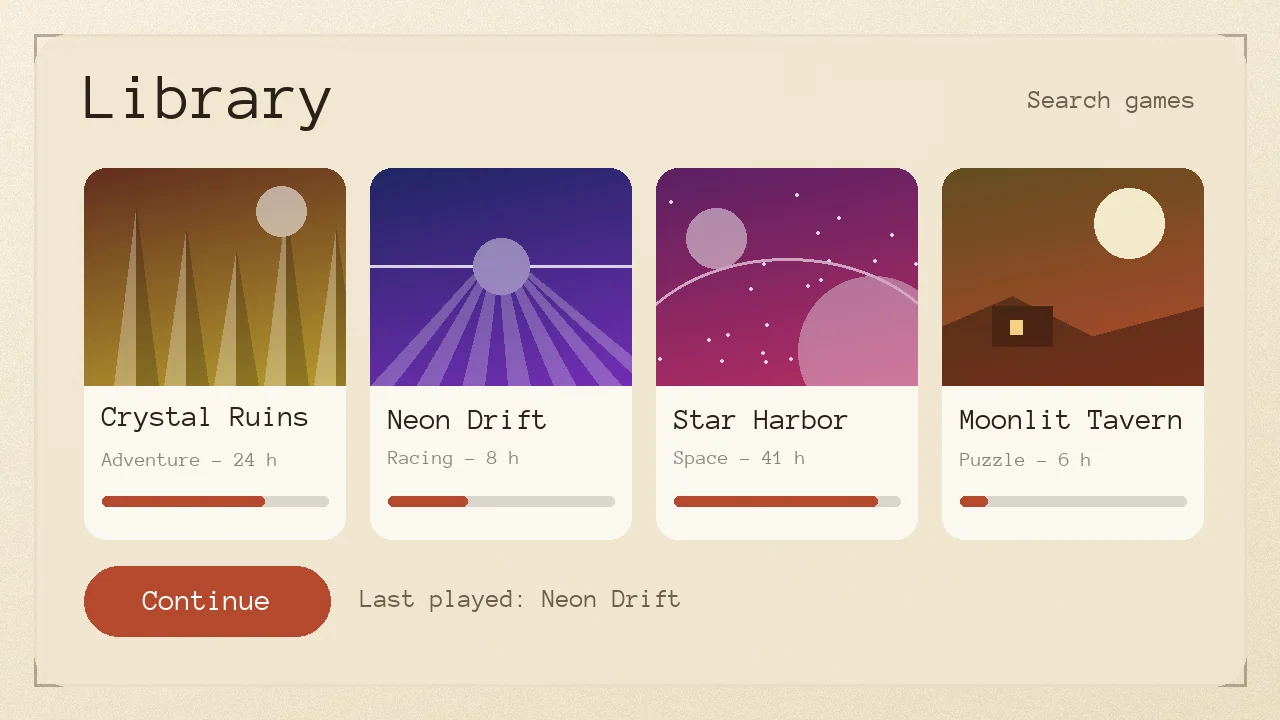 Library
Search games
Crystal Ruins
Adventure – 24 h
Neon Drift
Racing – 8 h
Star Harbor
Space – 41 h
Moonlit Tavern
Puzzle – 6 h
Continue
Last played: Neon Drift